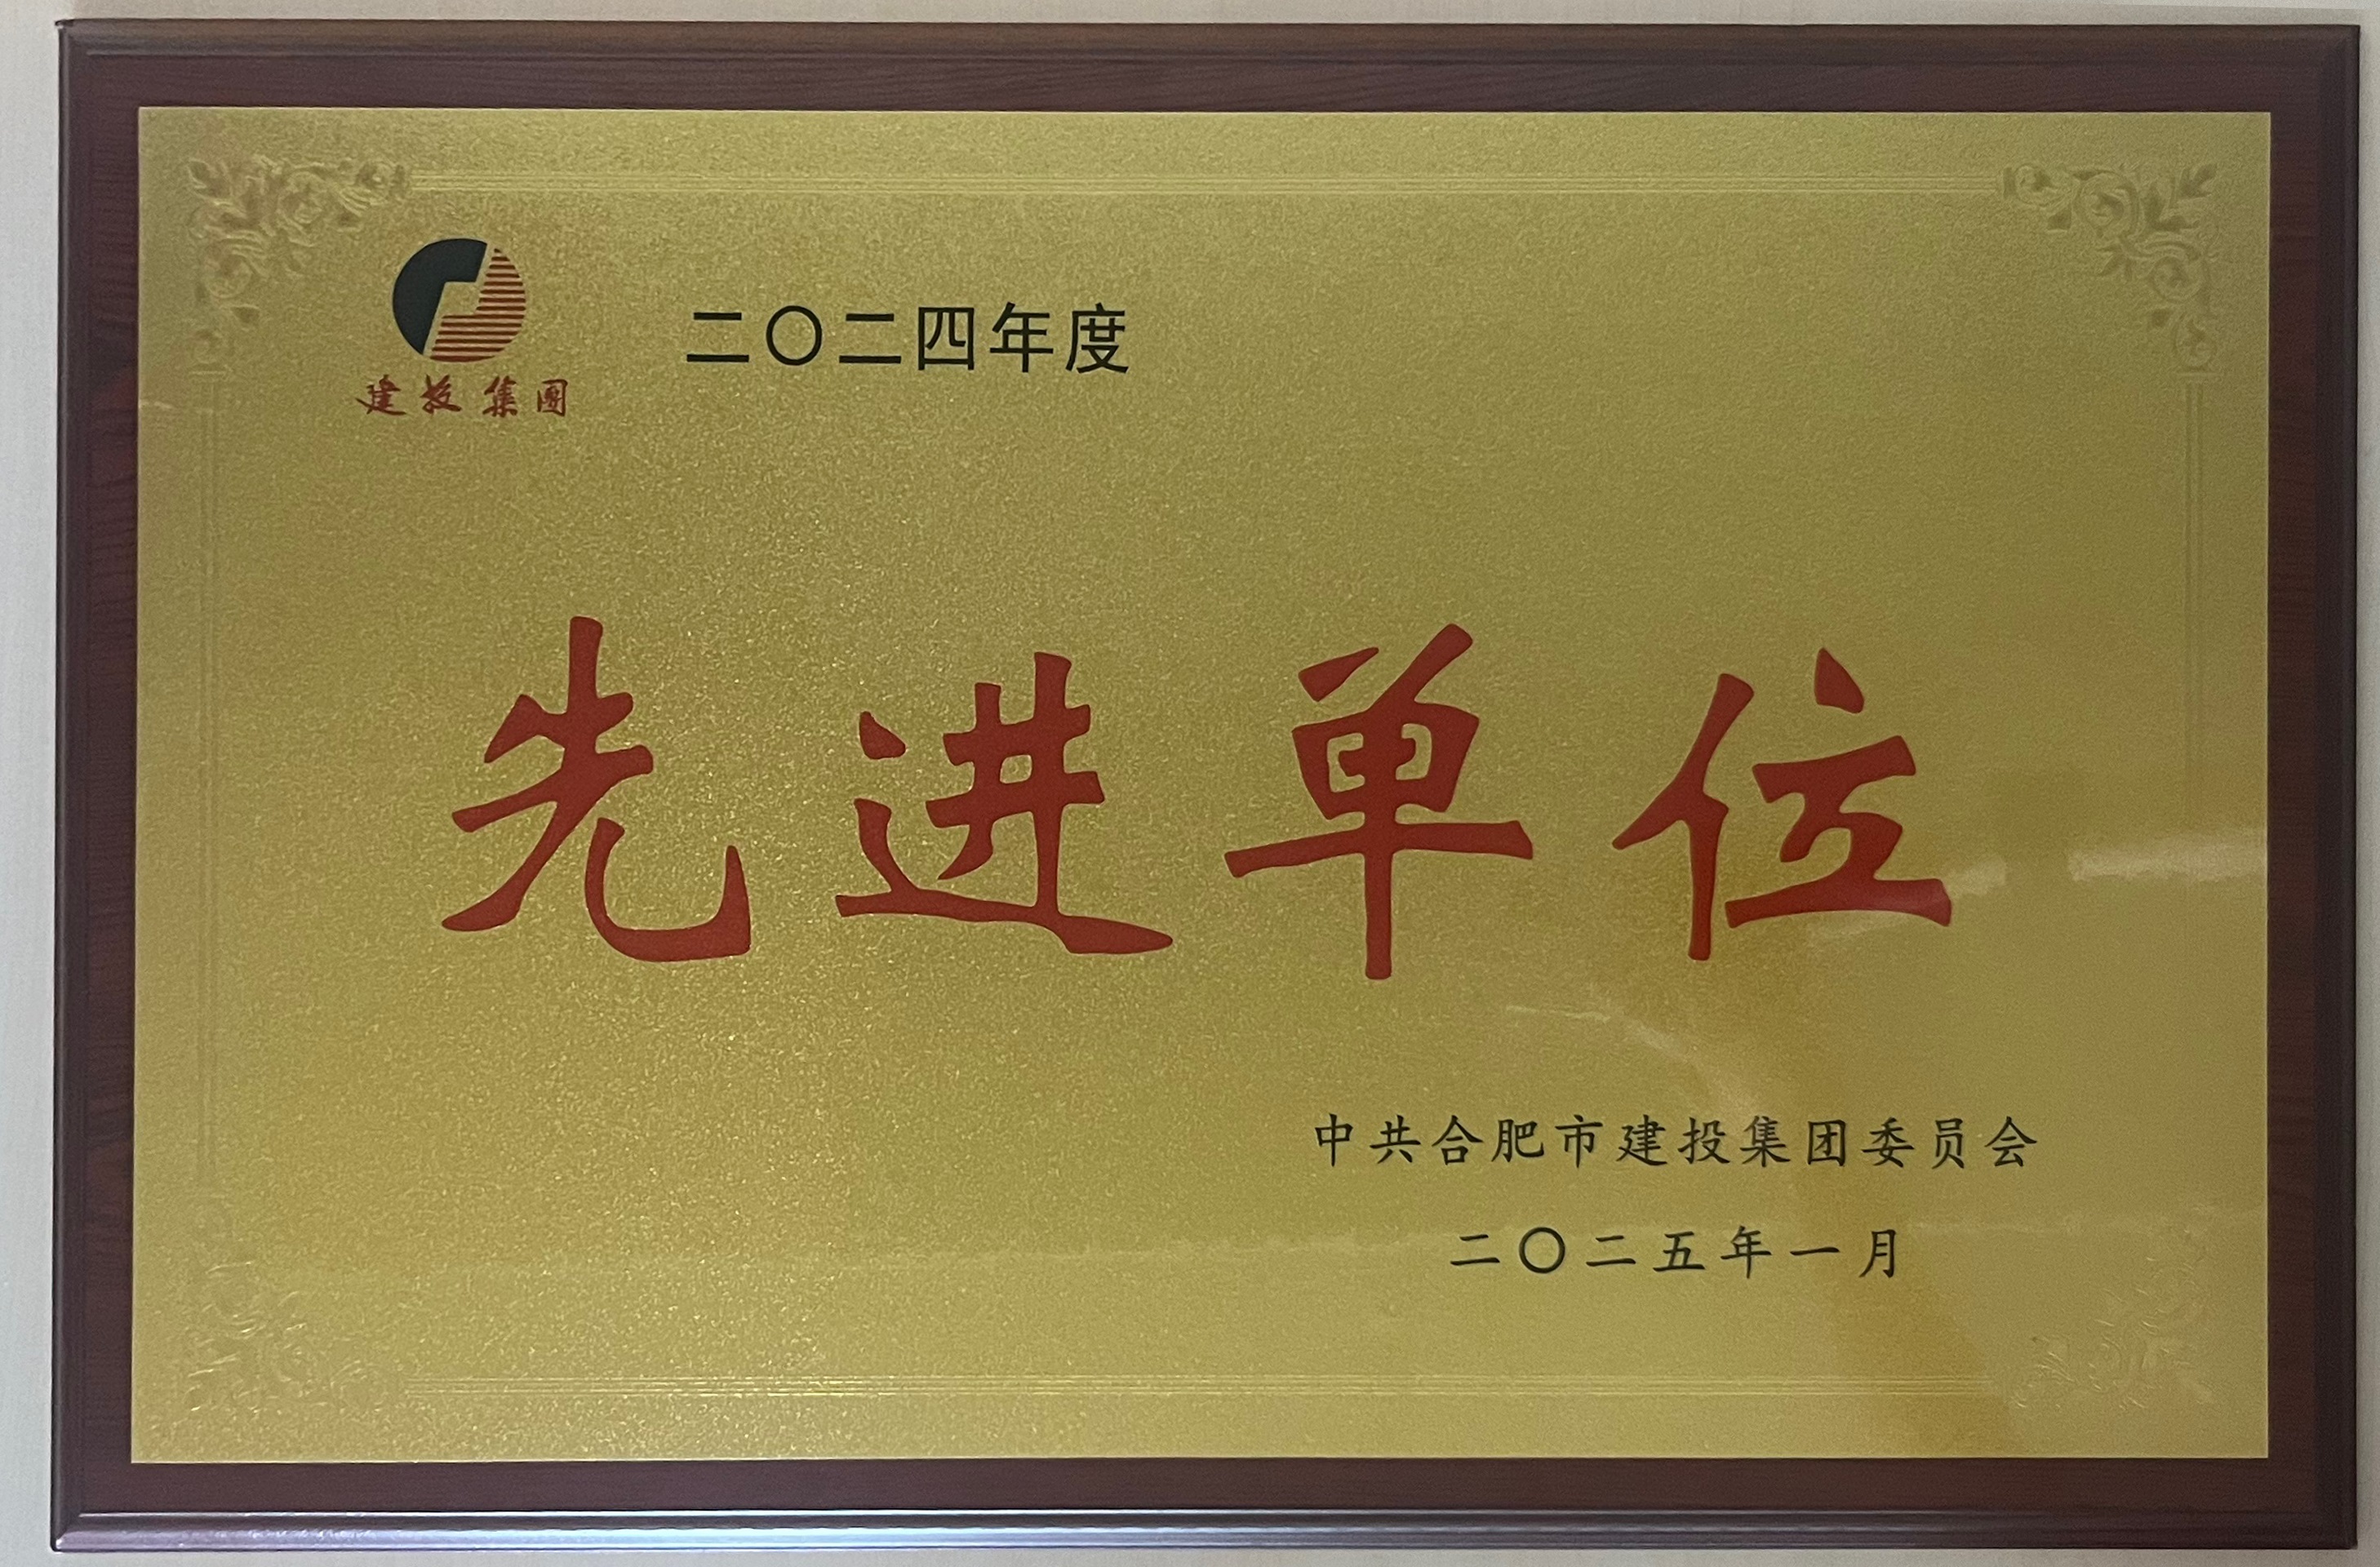 二〇二四年度
建投集團
先进单位
中共合肥市建投集团委员会
二〇二五年一月